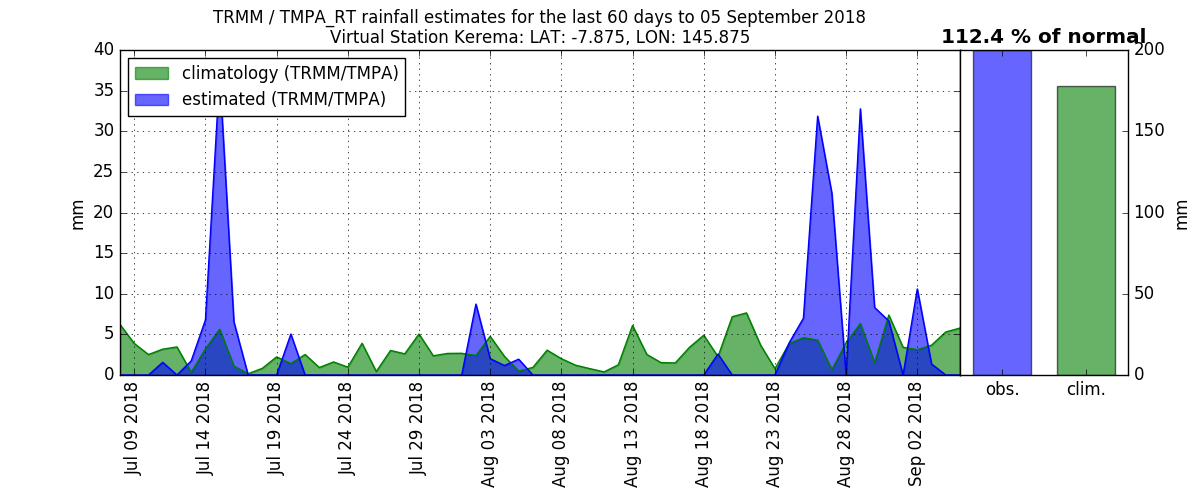 TRMM / TMPA_RT rainfall estimates for the last 60 days to 05 September 2018
Virtual Station Kerema: LAT: -7.875, LON: 145.875
112.4 % of normal
climatology (TRMM/TMPA)
estimated (TRMM/TMPA)
40
35
30
25
20
15
10
5
0
mm
Jul 09 2018
Jul 14 2018
Jul 19 2018
Jul 24 2018
Jul 29 2018
Aug 03 2018
Aug 08 2018
Aug 13 2018
Aug 18 2018
Aug 23 2018
Aug 28 2018
Sep 02 2018
obs.
clim.
200
150
100
50
0
mm